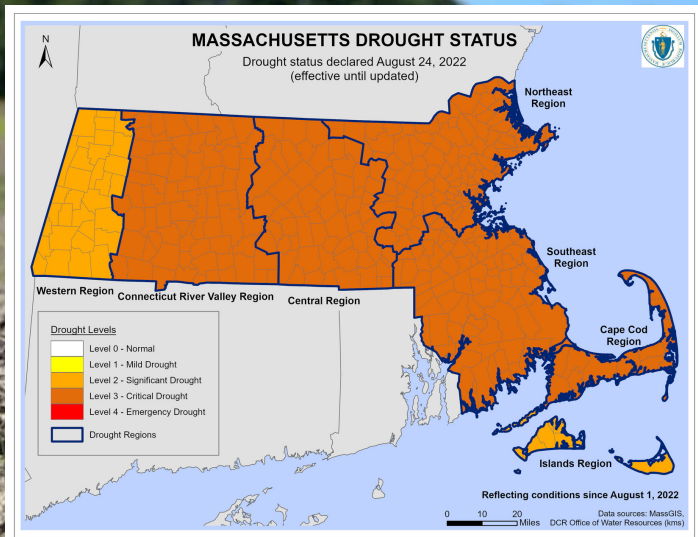 MASSACHUSETTS DROUGHT STATUS
Drought status declared August 24, 2022
(effective until updated)
N
Northeast
Region
Southeast
Region
Cape Cod
Region
Western Region
Connecticut River Valley Region
Central Region
Islands Region
Drought Levels
Level 0 - Normal
Level 1 - Mild Drought
Level 2 - Significant Drought
Level 3 - Critical Drought
Level 4 - Emergency Drought
Drought Regions
Reflecting conditions since August 1, 2022
0 10 20
Miles
Data sources: MassGIS,
DCR Office of Water Resources (kms)